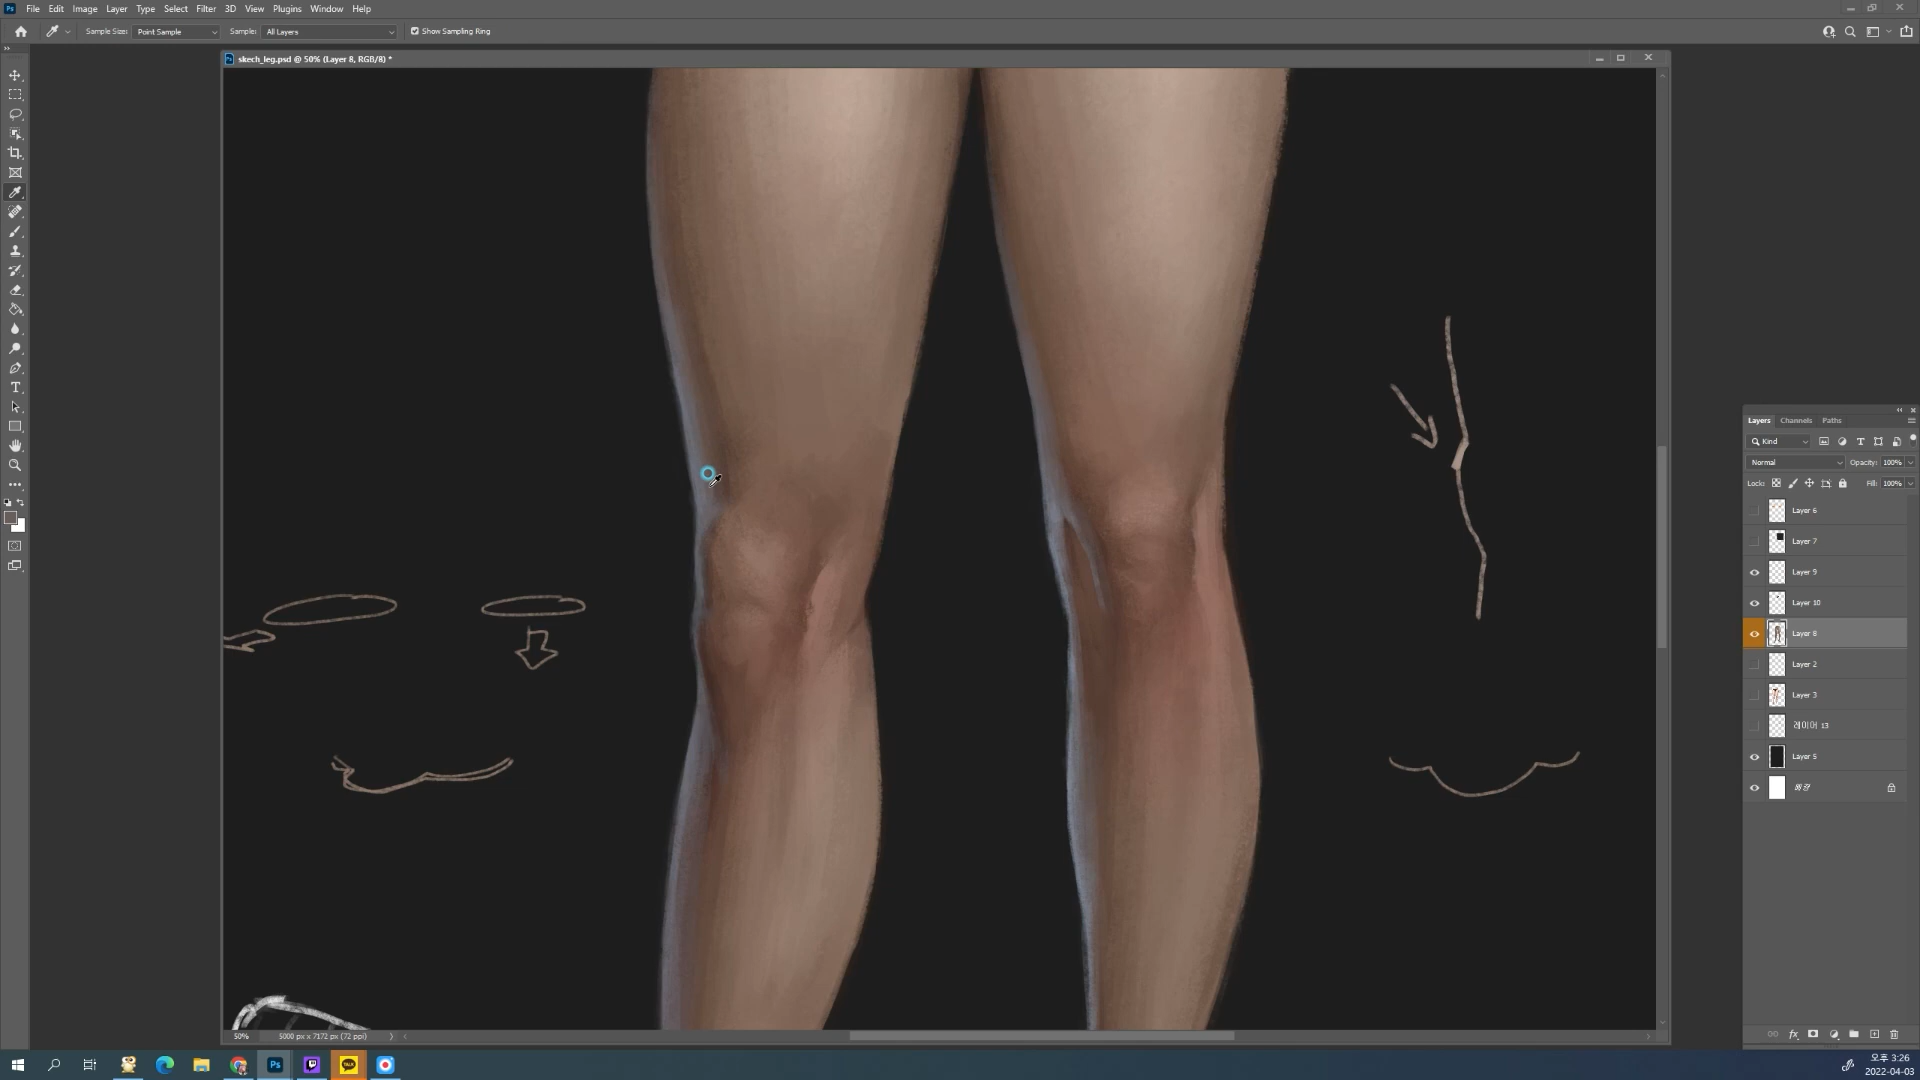 File Edit Image Layer Type Select Filter 3D View Plugins Window Help
Sample Size: Point Sample Sample: All Layers Show Sampling Ring
skech_leg.psd @ 50% (Layer 8, RGB/8) *
Layers Channels Paths
Kind
Normal Opacity: 100%
Lock: Fill: 100%
Layer 6
Layer 7
Layer 9
Layer 10
Layer 8
Layer 2
Layer 3
레이어 13
Layer 5
배경
50% 5000 px x 7172 px (72 ppi)
Ps
TALK
오후 3:26
2022-04-03